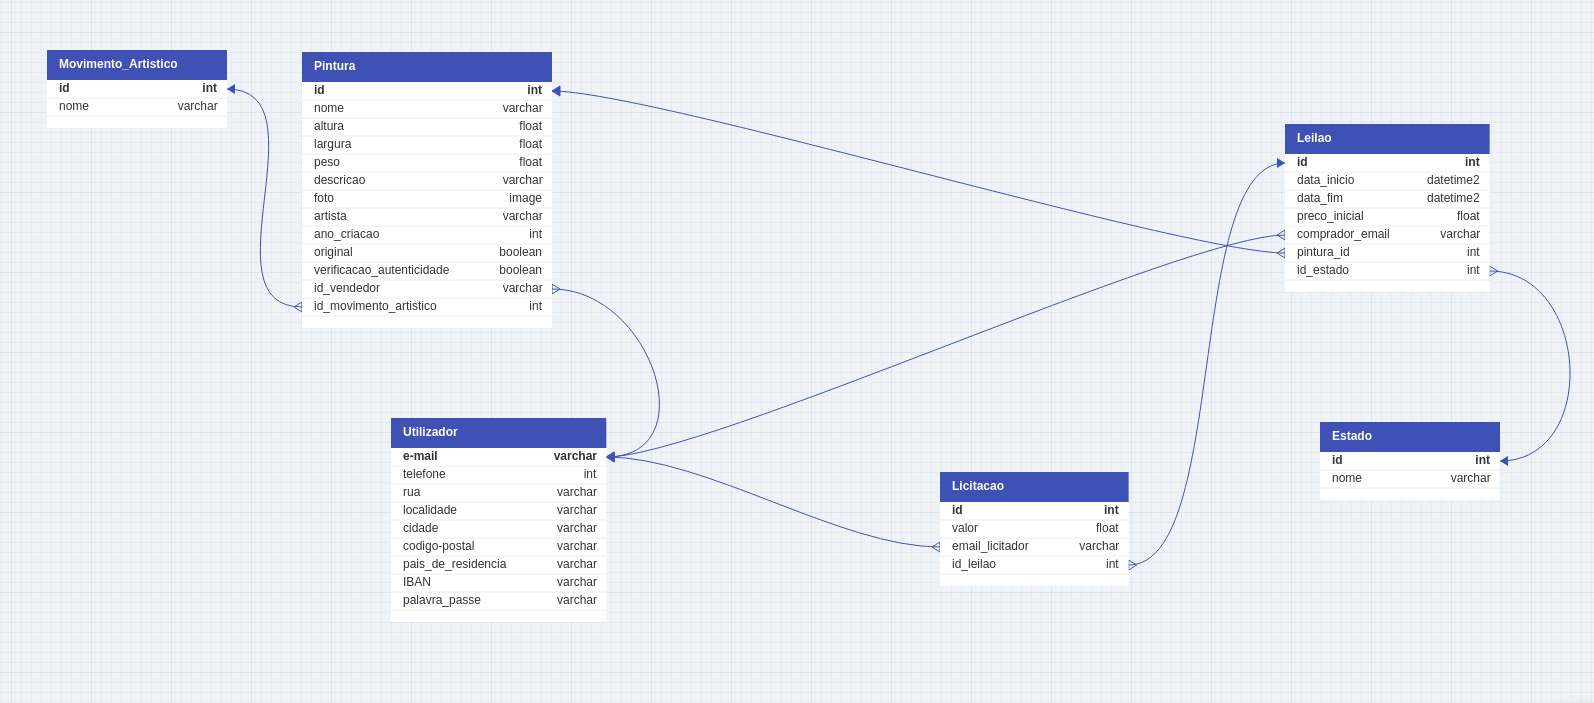 Movimento_Artistico
id int
nome varchar
Pintura
id int
nome varchar
altura float
largura float
peso float
descricao varchar
foto image
artista varchar
ano_criacao int
original boolean
verificacao_autenticidade boolean
id_vendedor varchar
id_movimento_artistico int
Leilao
id int
data_inicio datetime2
data_fim datetime2
preco_inicial float
comprador_email varchar
pintura_id int
id_estado int
Utilizador
e-mail varchar
telefone int
rua varchar
localidade varchar
cidade varchar
codigo-postal varchar
pais_de_residencia varchar
IBAN varchar
palavra_passe varchar
Licitacao
id int
valor float
email_licitador varchar
id_leilao int
Estado
id int
nome varchar